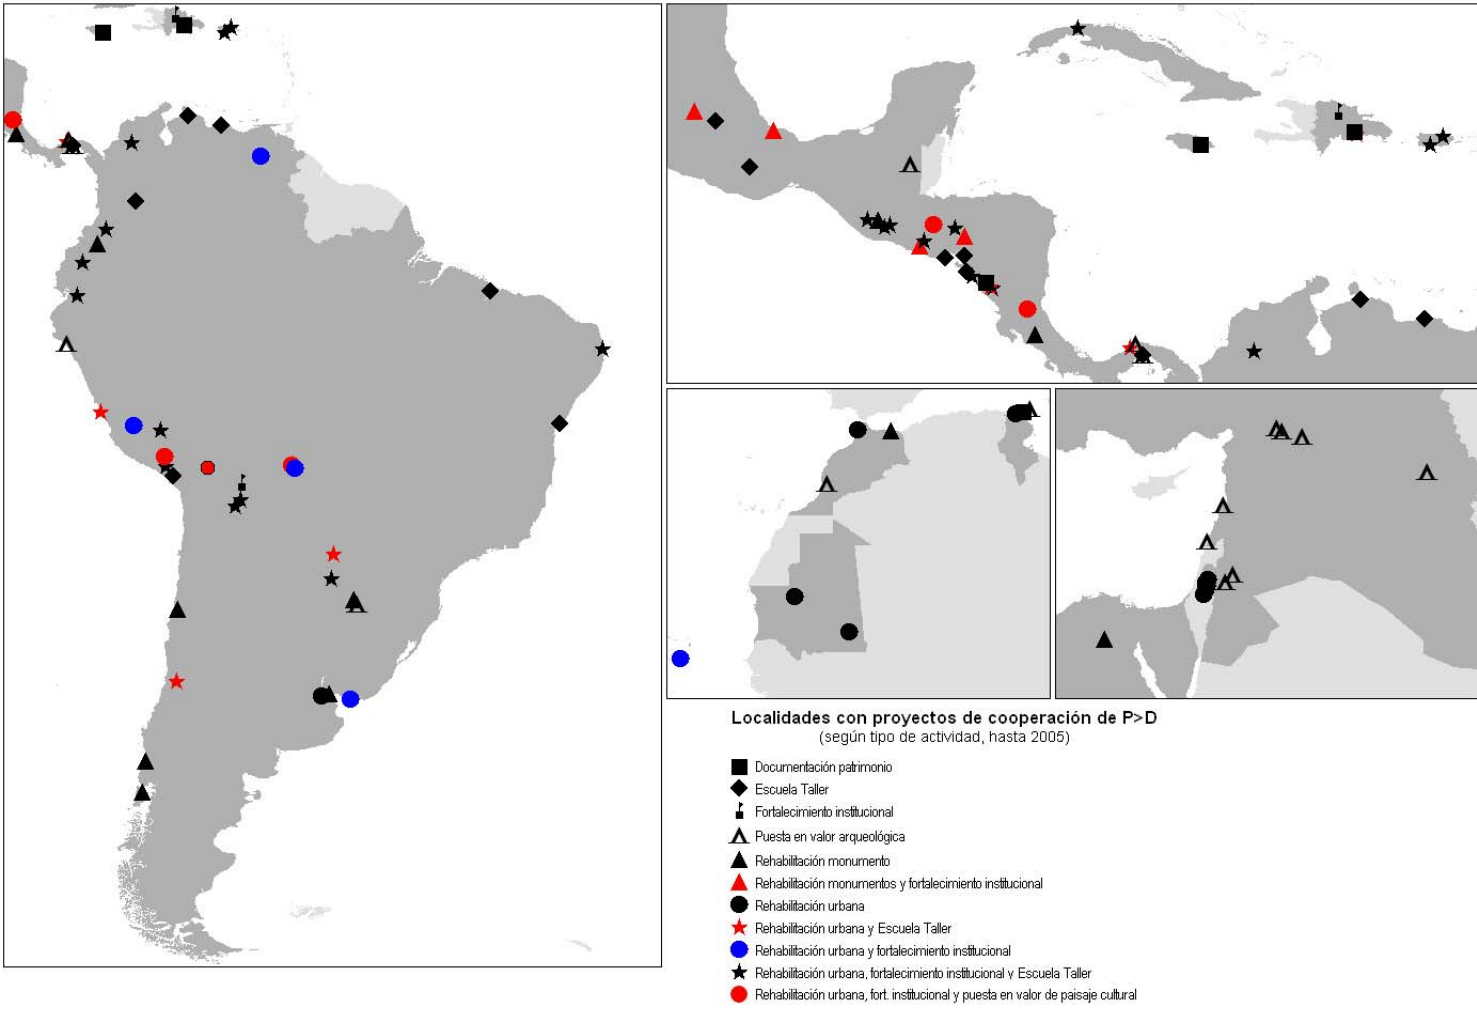 Localidades con proyectos de cooperación de P>D
(según tipo de actividad, hasta 2005)
Documentación patrimonio
Escuela Taller
Fortalecimiento institucional
Puesta en valor arqueológica
Rehabilitación monumento
Rehabilitación monumentos y fortalecimiento institucional
Rehabilitación urbana
Rehabilitación urbana y Escuela Taller
Rehabilitación urbana y fortalecimiento institucional
Rehabilitación urbana, fortalecimiento institucional y Escuela Taller
Rehabilitación urbana, fort. institucional y puesta en valor de paisaje cultural